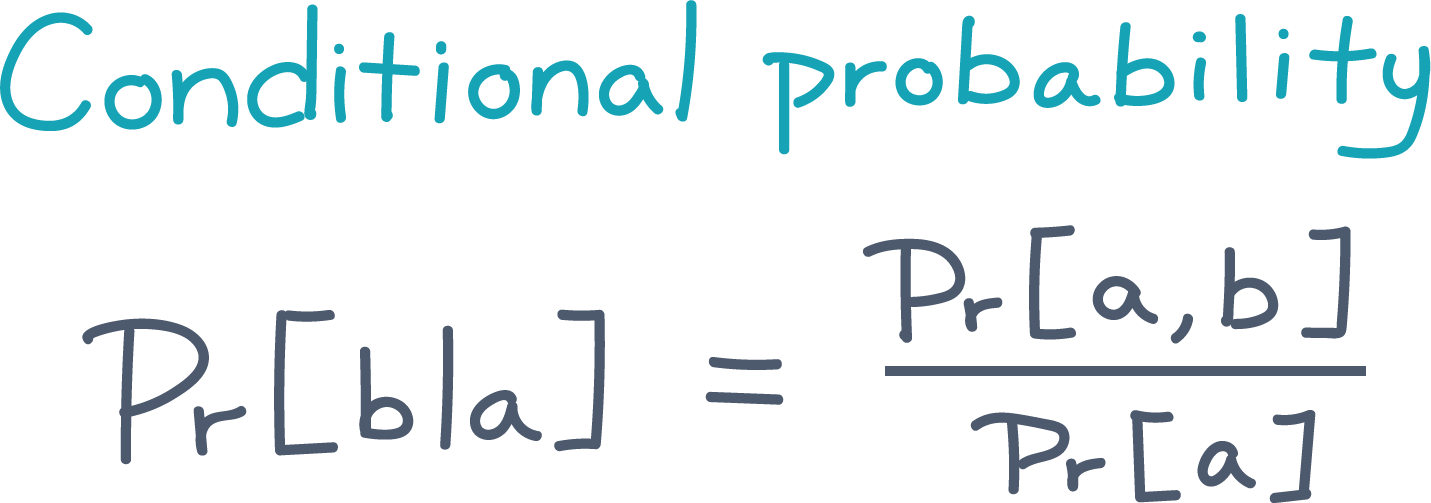 Conditional probability
Pr[b|a] = Pr[a,b] / Pr[a]